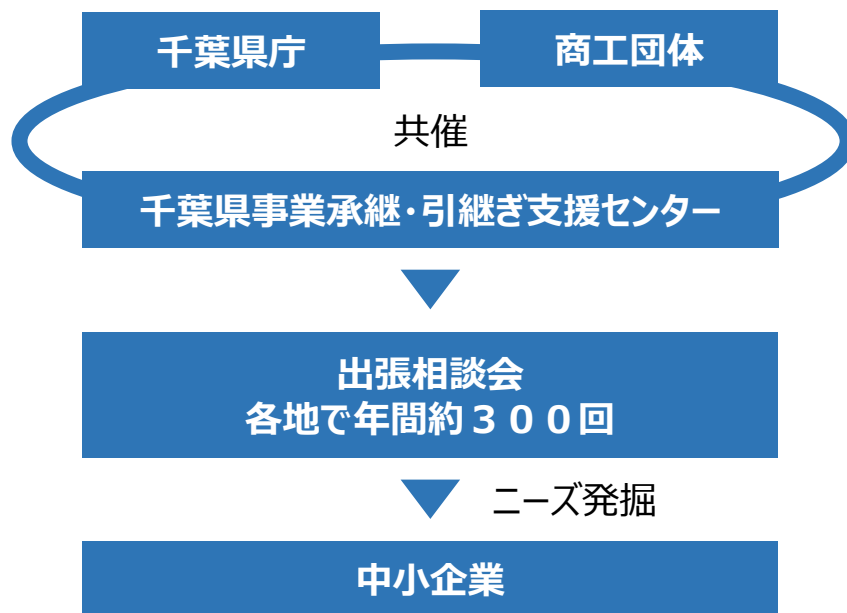 千葉県庁
商工団体
共催
千葉県事業承継・引継ぎ支援センター
出張相談会
各地で年間約３００回
ニーズ発掘
中小企業